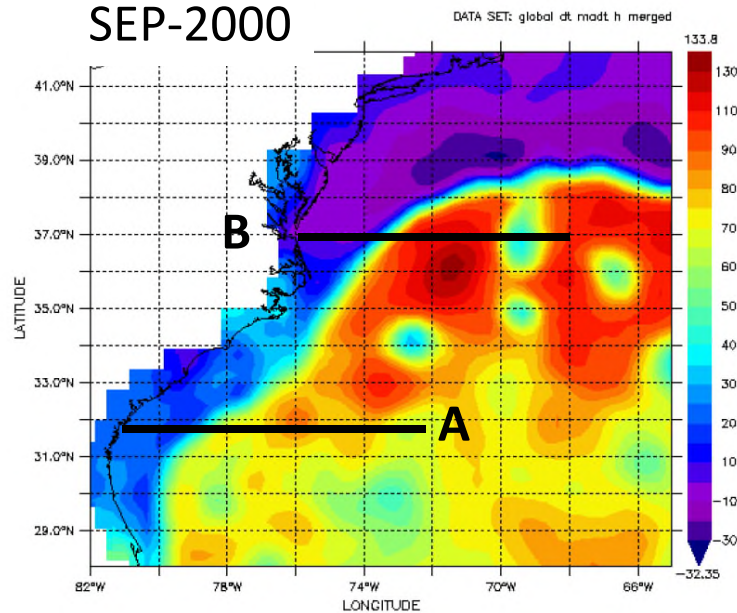 SEP-2000
DATA SET: global dt madt h merged
133.8
41.0°N
39.0°N
37.0°N
35.0°N
33.0°N
31.0°N
29.0°N
LATITUDE
B
A
130
120
110
100
90
80
70
60
50
40
30
20
10
0
-10
-20
-30
-32.35
82°W
78°W
74°W
70°W
66°W
LONGITUDE